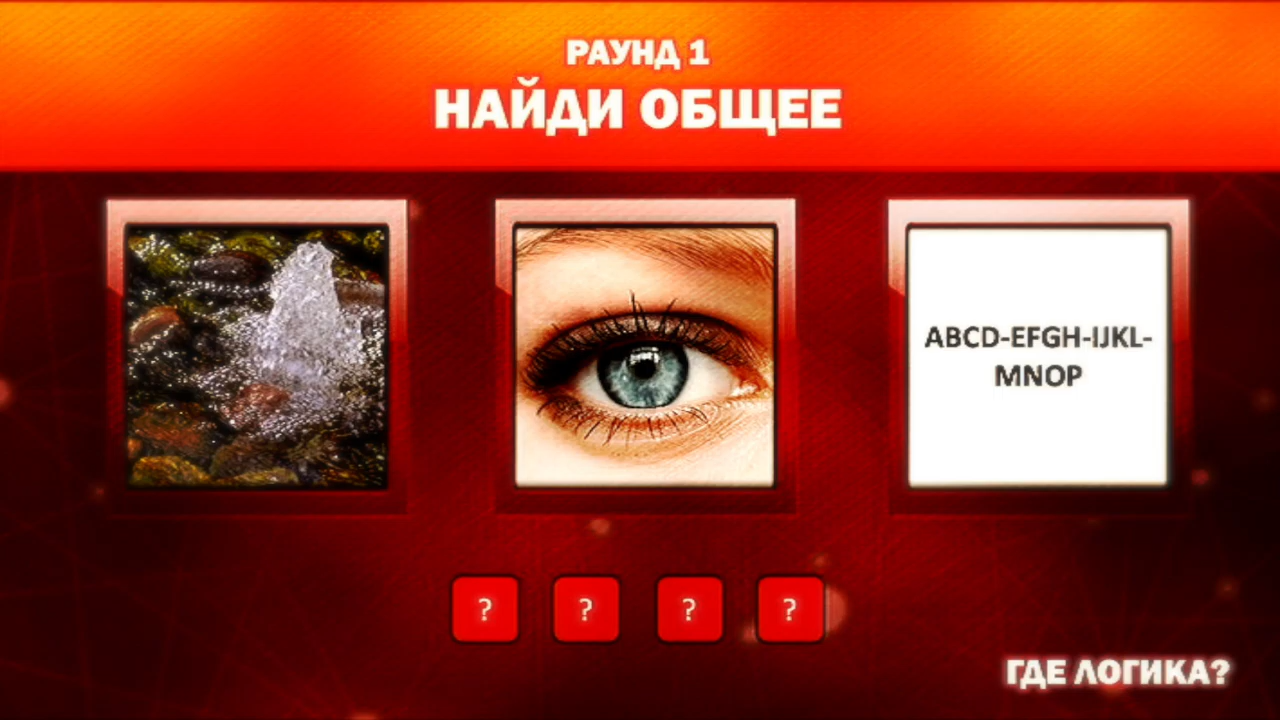 РАУНД 1
НАЙДИ ОБЩЕЕ
ABCD-EFGH-IJKL-
MNOP
? ? ? ?
ГДЕ ЛОГИКА?